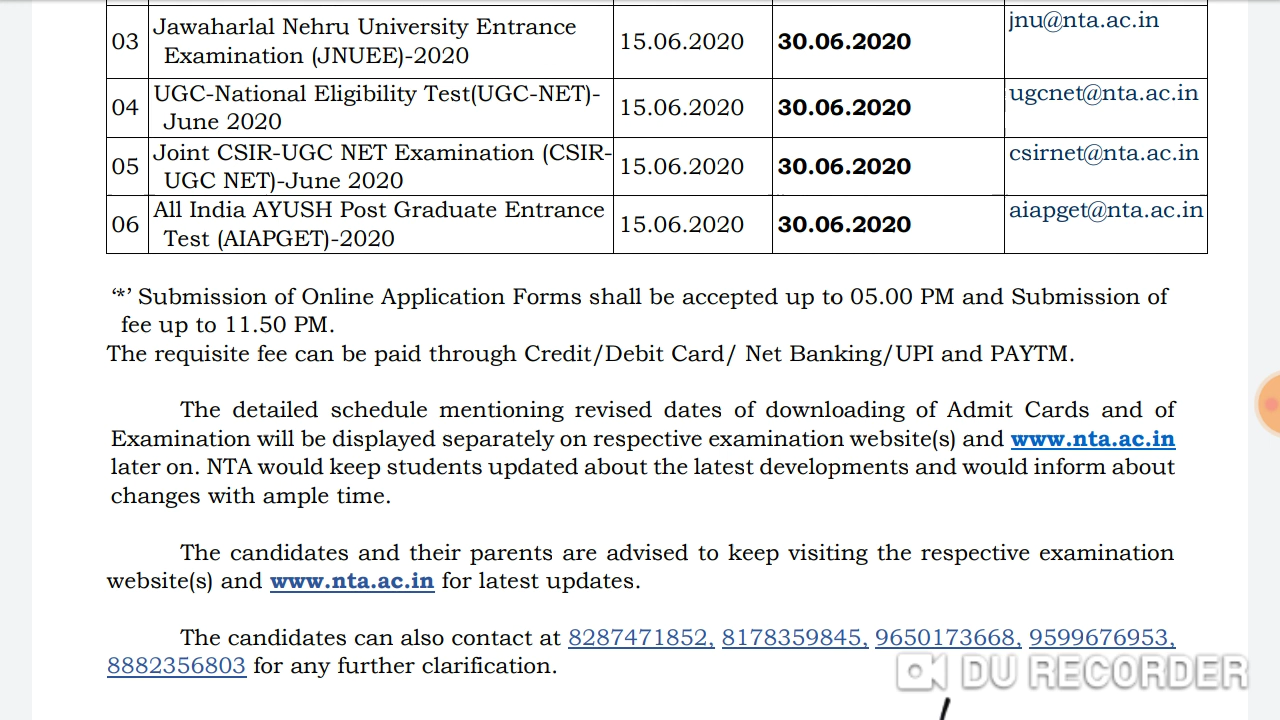 03 Jawaharlal Nehru University Entrance Examination (JNUEE)-2020 15.06.2020 30.06.2020 jnu@nta.ac.in
04 UGC-National Eligibility Test(UGC-NET)-June 2020 15.06.2020 30.06.2020 ugcnet@nta.ac.in
05 Joint CSIR-UGC NET Examination (CSIR-UGC NET)-June 2020 15.06.2020 30.06.2020 csirnet@nta.ac.in
06 All India AYUSH Post Graduate Entrance Test (AIAPGET)-2020 15.06.2020 30.06.2020 aiapget@nta.ac.in
‘*’ Submission of Online Application Forms shall be accepted up to 05.00 PM and Submission of
fee up to 11.50 PM.
The requisite fee can be paid through Credit/Debit Card/ Net Banking/UPI and PAYTM.
The detailed schedule mentioning revised dates of downloading of Admit Cards and of
Examination will be displayed separately on respective examination website(s) and www.nta.ac.in
later on. NTA would keep students updated about the latest developments and would inform about
changes with ample time.
The candidates and their parents are advised to keep visiting the respective examination
website(s) and www.nta.ac.in for latest updates.
The candidates can also contact at 8287471852, 8178359845, 9650173668, 9599676953,
8882356803 for any further clarification.
DU RECORDER